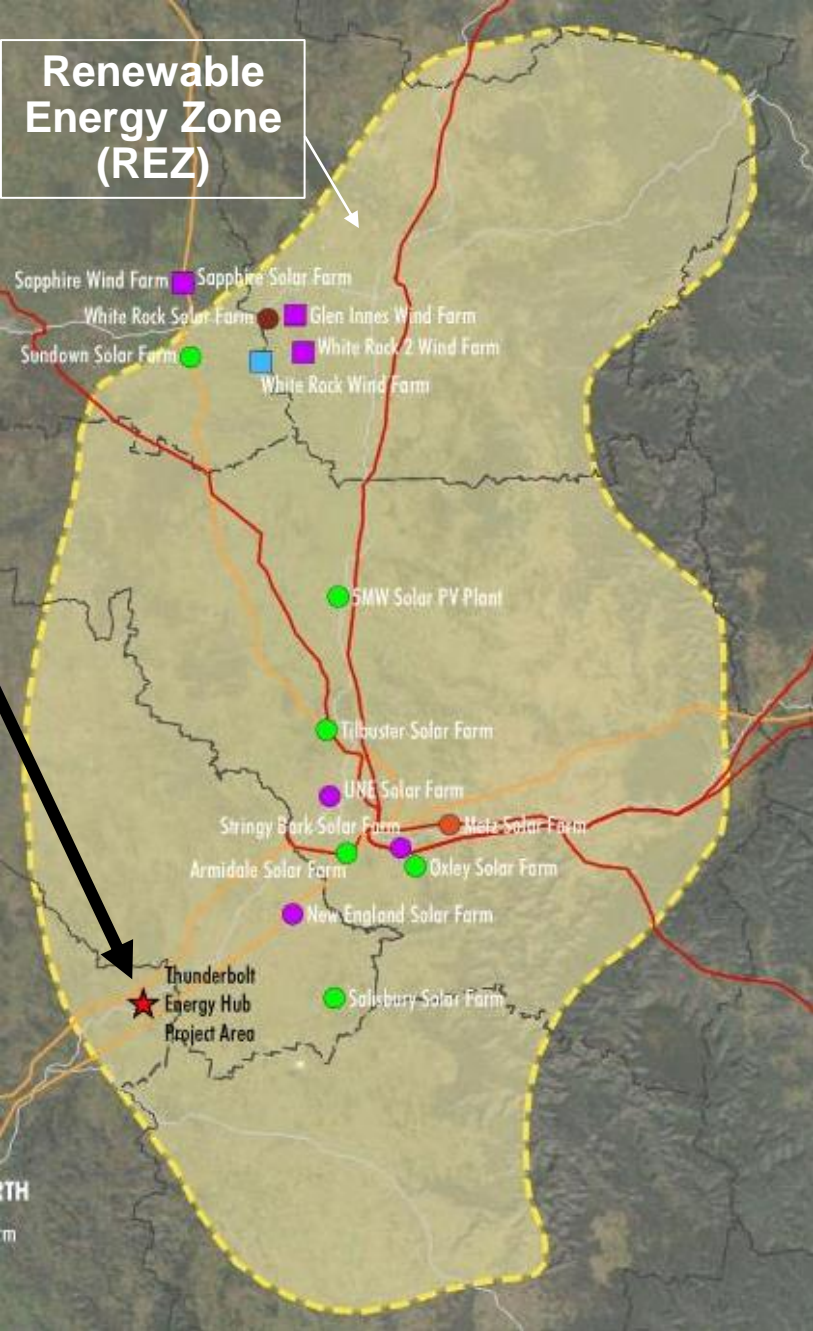 Renewable
Energy Zone
(REZ)
Sapphire Wind Farm
Sapphire Solar Farm
White Rock Solar Farm
Glen Innes Wind Farm
Sundown Solar Farm
White Rock 2 Wind Farm
White Rock Wind Farm
5MW Solar PV Plant
Tilbuster Solar Farm
UNE Solar Farm
Stringy Bark Solar Farm
Metz Solar Farm
Armidale Solar Farm
Oxley Solar Farm
New England Solar Farm
Thunderbolt
Energy Hub
Project Area
Salisbury Solar Farm
RTH
rm